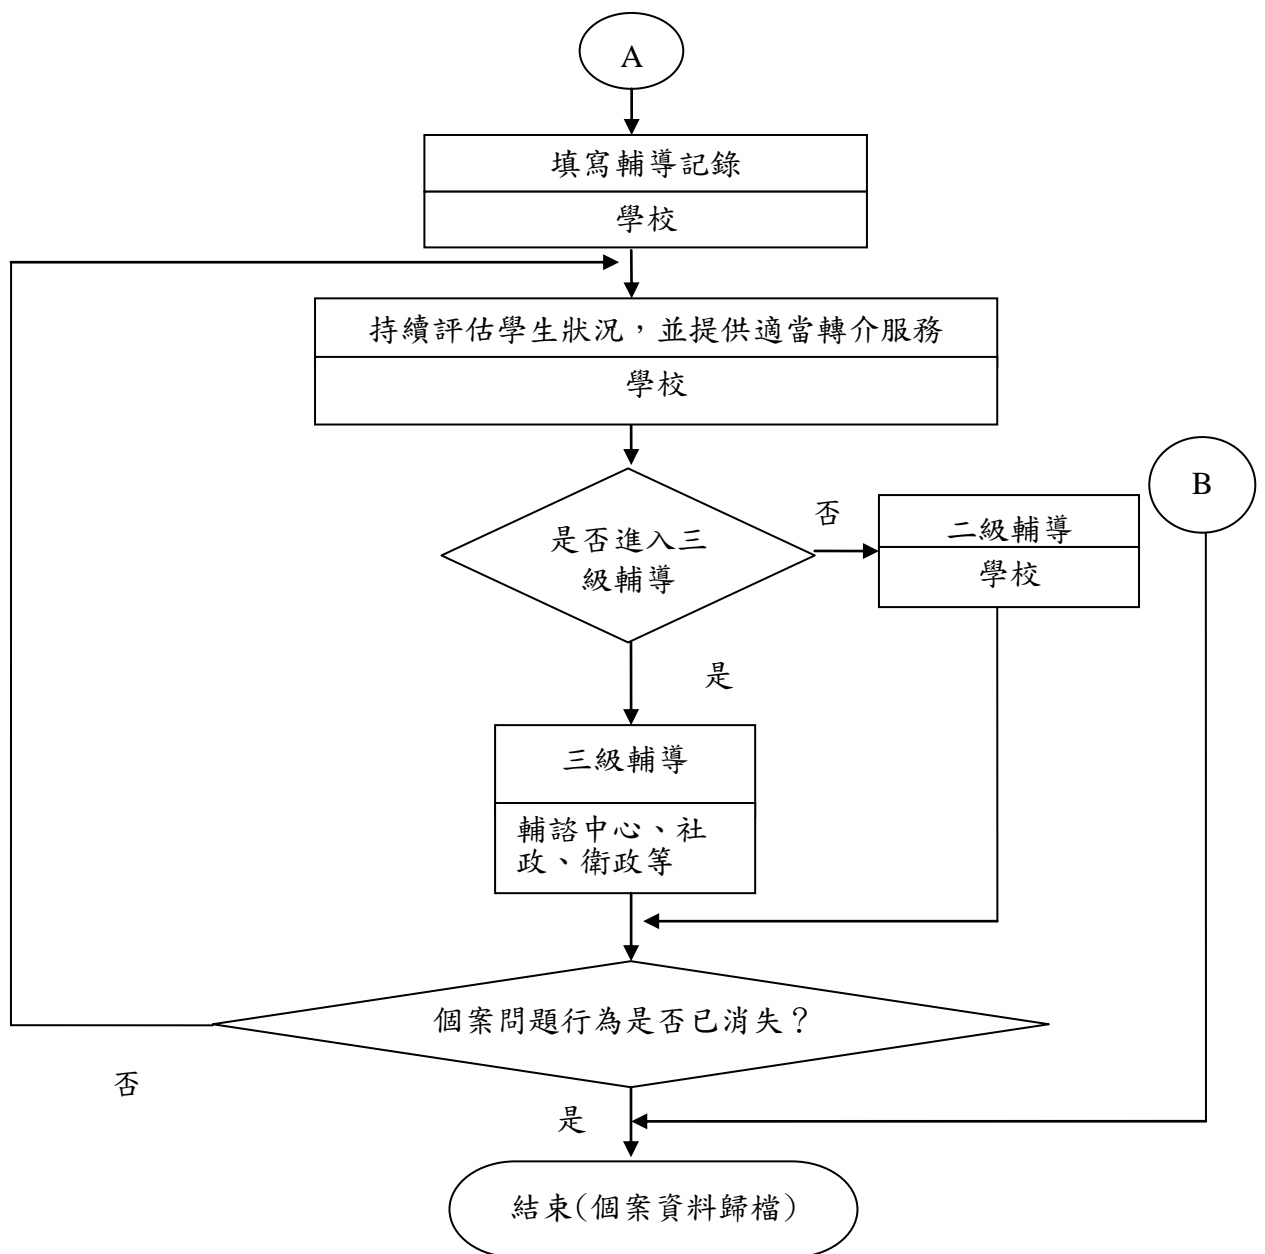 A
填寫輔導記錄
學校
持續評估學生狀況，並提供適當轉介服務
學校
B
否
二級輔導
是否進入三
級輔導
學校
是
三級輔導
輔諮中心、社
政、衛政等
個案問題行為是否已消失？
否
是
結束(個案資料歸檔)